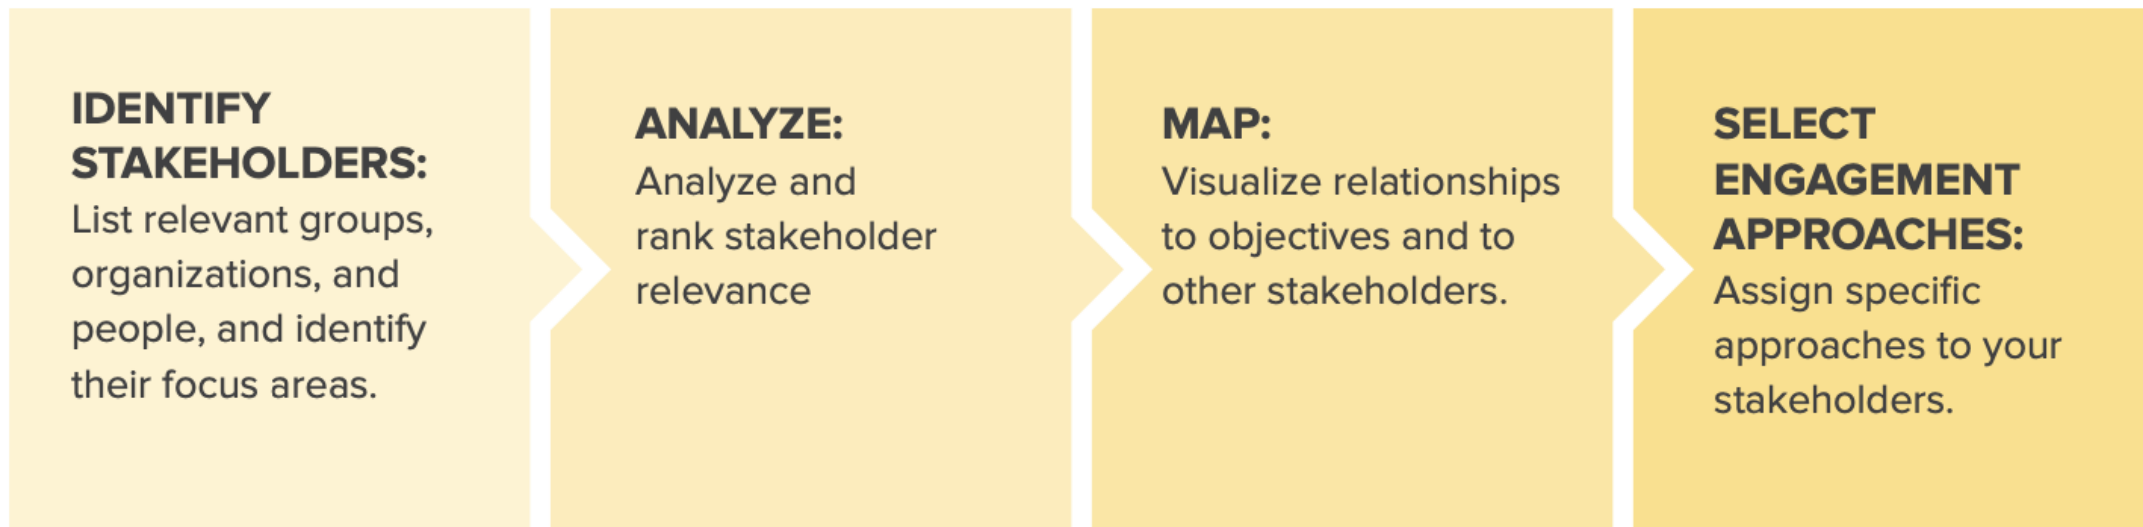 IDENTIFY
STAKEHOLDERS:
List relevant groups,
organizations, and
people, and identify
their focus areas.
ANALYZE:
Analyze and
rank stakeholder
relevance
MAP:
Visualize relationships
to objectives and to
other stakeholders.
SELECT
ENGAGEMENT
APPROACHES:
Assign specific
approaches to your
stakeholders.